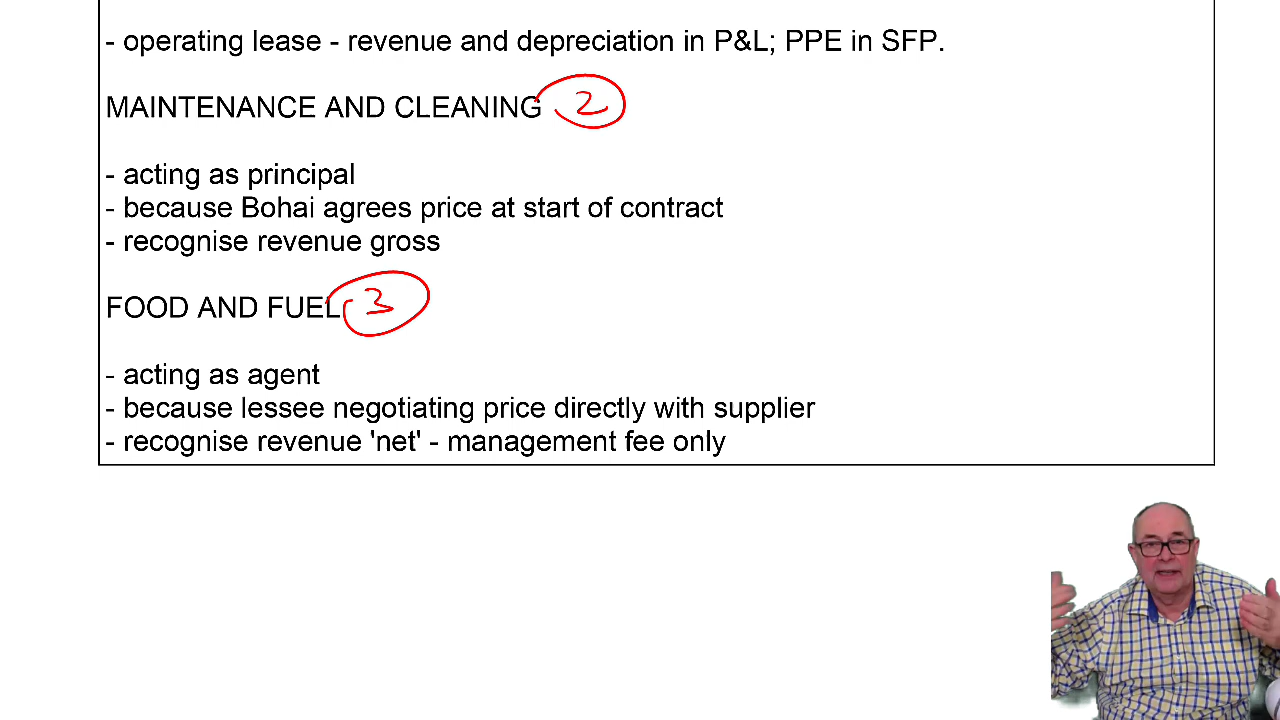 - operating lease - revenue and depreciation in P&L; PPE in SFP.
MAINTENANCE AND CLEANING 2
- acting as principal
- because Bohai agrees price at start of contract
- recognise revenue gross
FOOD AND FUEL 3
- acting as agent
- because lessee negotiating price directly with supplier
- recognise revenue 'net' - management fee only